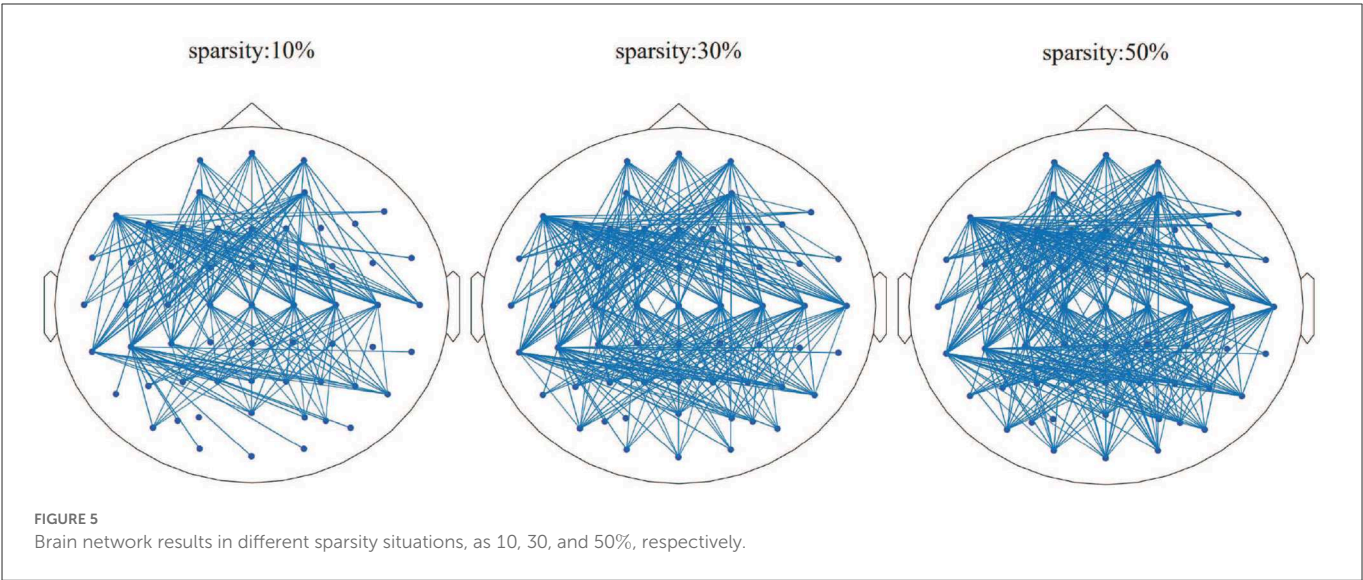 sparsity:10%
sparsity:30%
sparsity:50%
FIGURE 5
Brain network results in different sparsity situations, as 10, 30, and 50%, respectively.